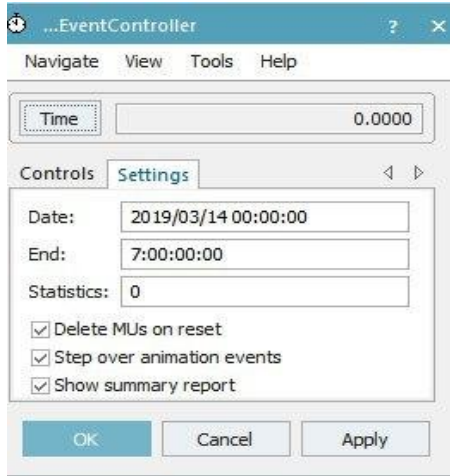 ...EventController ? ×
Navigate View Tools Help
Time 0.0000
Controls Settings
Date: 2019/03/14 00:00:00
End: 7:00:00:00
Statistics: 0
Delete MUs on reset
Step over animation events
Show summary report
OK Cancel Apply